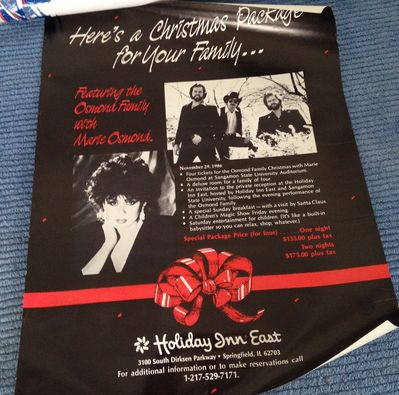 Here's a Christmas Package
for Your Family...
Featuring the
Osmond Family
with
Marie Osmond.
November 29, 1986
• Four tickets for the Osmond Family Christmas with Marie
Osmond at Sangamon State University Auditorium.
• A deluxe room for a family of four
• An invitation to the private reception at the Holiday
Inn East, hosted by Holiday Inn East and Sangamon
State University, following the evening performance of
the Osmond Family.
• A special Sunday breakfast — with a visit by Santa Claus
• A Children's Magic Show Friday evening
• Saturday entertainment for children. (It's like a built-in
babysitter so you can relax, shop, whatever.)
Special Package Price (for four) ......One night
$135.00 plus tax
Two nights
$175.00 plus tax
Holiday Inn East
3100 South Dirksen Parkway • Springfield, IL 62703
For additional information or to make reservations call
1-217-529-7171.